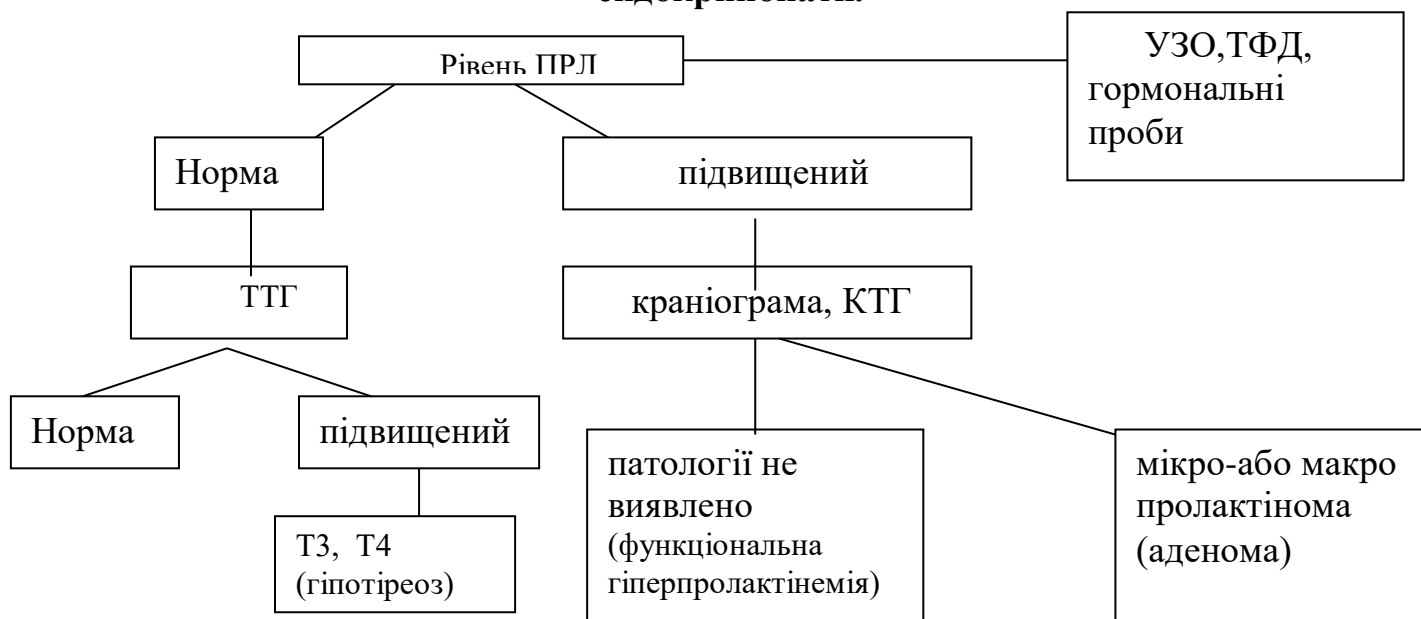 Рівень ПРЛ
УЗО,ТФД,
гормональні
проби
Норма
підвищений
ТТГ
краніограма, КТГ
Норма
підвищений
Т3, Т4
(гіпотіреоз)
патології не
виявлено
(функціональна
гіперпролактінемія)
мікро-або макро
пролактінома
(аденома)